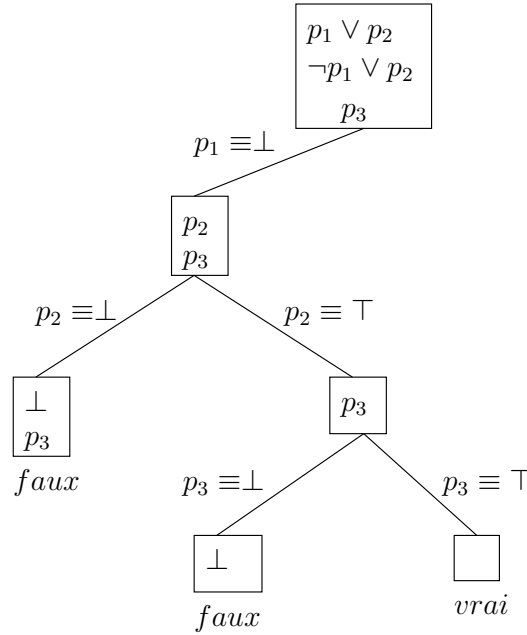 p₁ ∨ p₂
¬p₁ ∨ p₂
p₃
p₁ ≡⊥
p₂
p₃
p₂ ≡⊥
p₂ ≡ ⊤
⊥
p₃
faux
p₃
p₃ ≡⊥
p₃ ≡ ⊤
⊥
faux
vrai